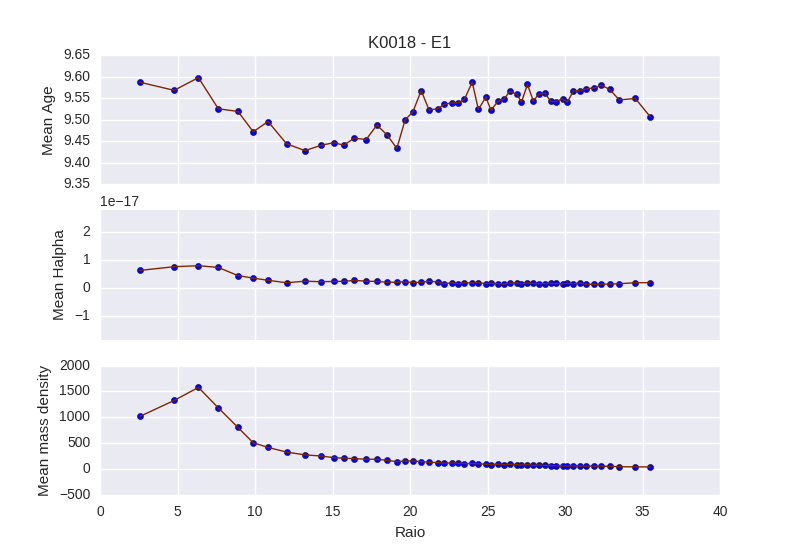 K0018 - E1
Mean Age
9.65
9.60
9.55
9.50
9.45
9.40
9.35
1e−17
Mean Halpha
2
1
0
−1
Mean mass density
2000
1500
1000
500
0
−500
0 5 10 15 20 25 30 35 40
Raio